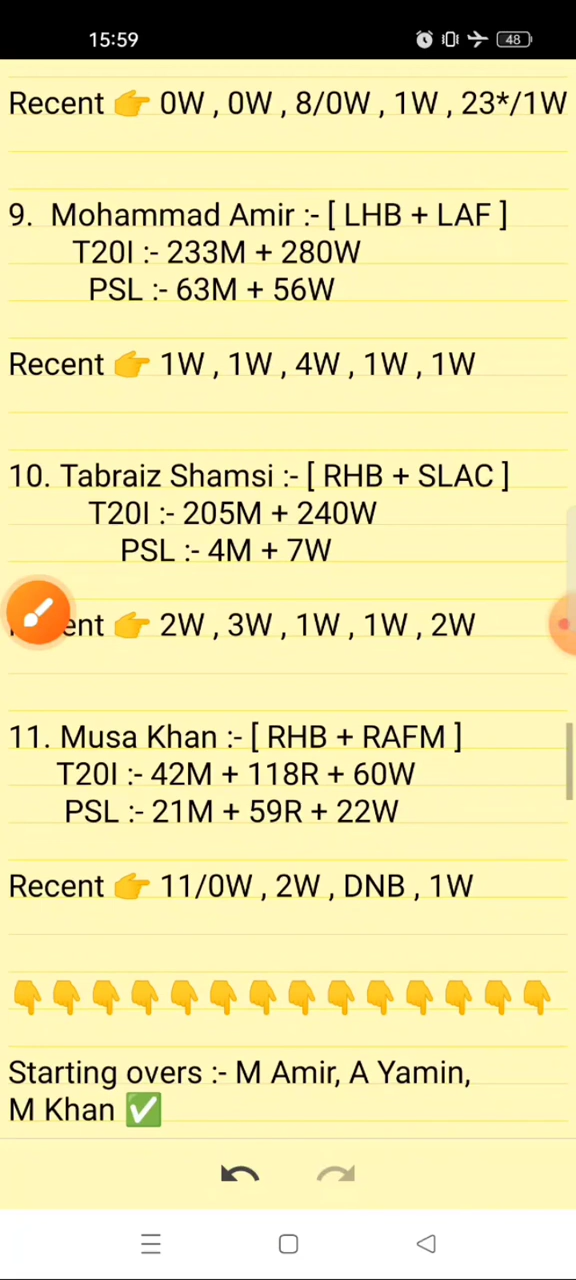 15:59
48
Recent 👉 0W , 0W , 8/0W , 1W , 23*/1W
9. Mohammad Amir :- [ LHB + LAF ]
T20I :- 233M + 280W
PSL :- 63M + 56W
Recent 👉 1W , 1W , 4W , 1W , 1W
10. Tabraiz Shamsi :- [ RHB + SLAC ]
T20I :- 205M + 240W
PSL :- 4M + 7W
ent 👉 2W , 3W , 1W , 1W , 2W
11. Musa Khan :- [ RHB + RAFM ]
T20I :- 42M + 118R + 60W
PSL :- 21M + 59R + 22W
Recent 👉 11/0W , 2W , DNB , 1W
👇👇👇👇👇👇👇👇👇👇👇👇👇👇
Starting overs :- M Amir, A Yamin,
M Khan ✅